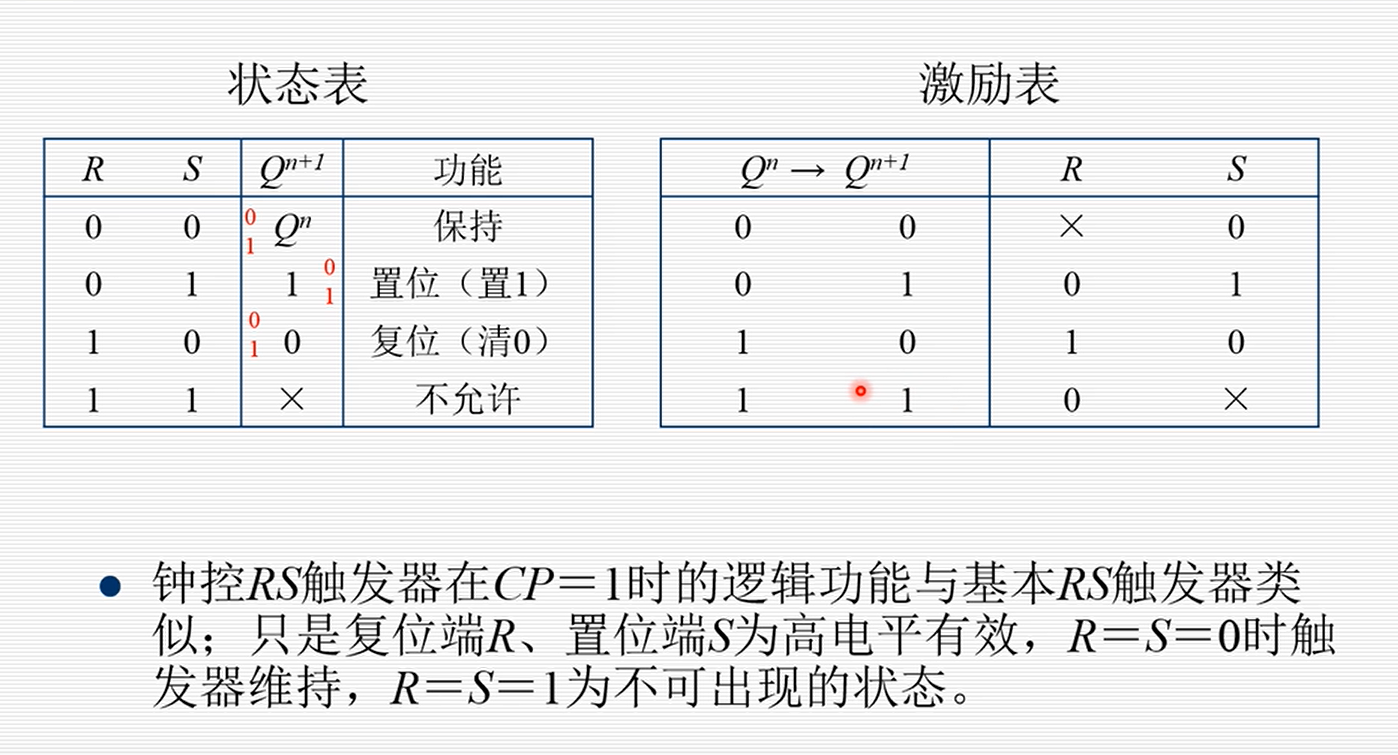 状态表
激励表
R S Qⁿ⁺¹ 功能
0 0 0 1 Qⁿ 保持
0 1 1 0 1 置位（置1）
1 0 0 1 0 复位（清0）
1 1 × 不允许
Qⁿ → Qⁿ⁺¹ R S
0 0 × 0
0 1 0 1
1 0 1 0
1 1 0 ×
● 钟控RS触发器在CP＝1时的逻辑功能与基本RS触发器类
似；只是复位端R、置位端S为高电平有效，R＝S＝0时触
发器维持，R＝S＝1为不可出现的状态。